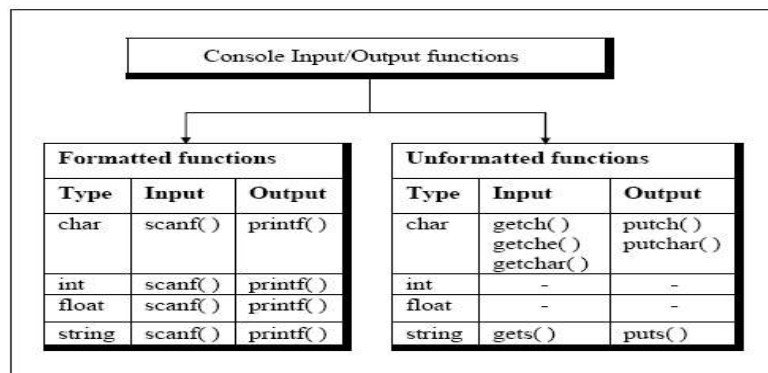 Console Input/Output functions
Formatted functions
Type Input Output
char scanf( ) printf( )
int scanf( ) printf( )
float scanf( ) printf( )
string scanf( ) printf( )
Unformatted functions
Type Input Output
char getch( ) putch( )
getche( ) putchar( )
getchar( )
int - -
float - -
string gets( ) puts( )